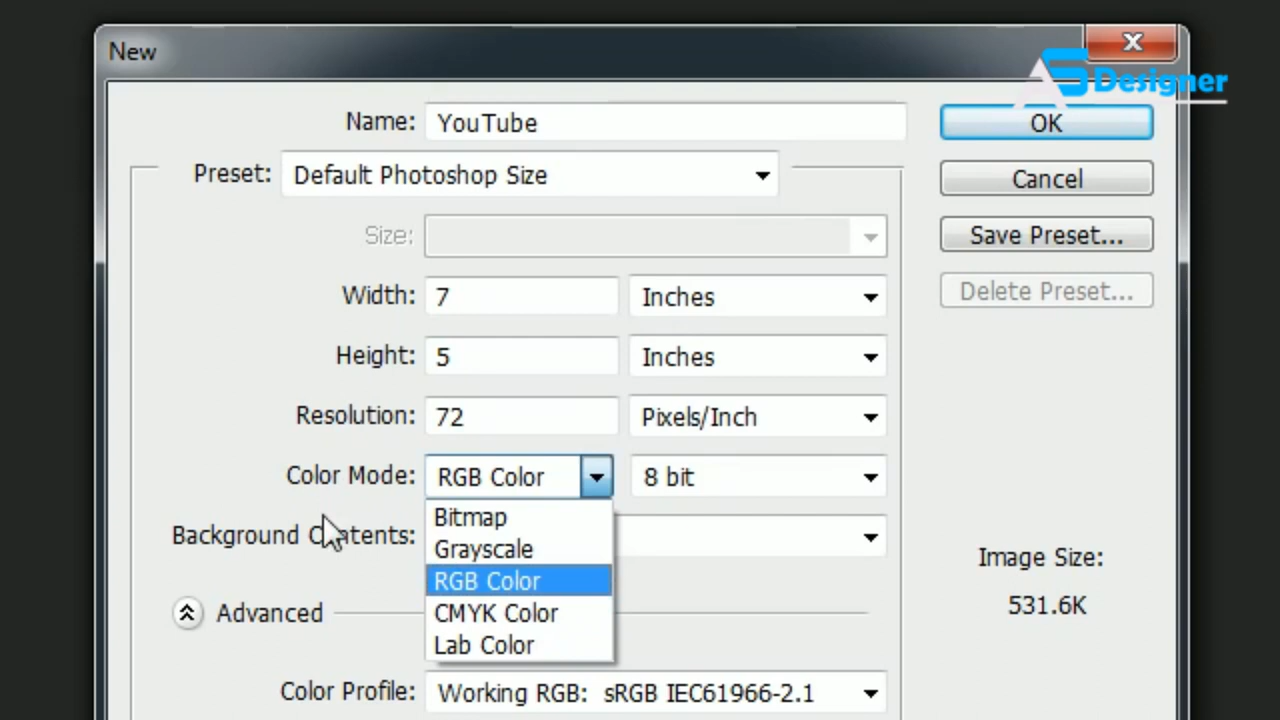 New
Designer
Name: YouTube
OK
Preset: Default Photoshop Size
Cancel
Size:
Save Preset...
Width: 7 Inches
Delete Preset...
Height: 5 Inches
Resolution: 72 Pixels/Inch
Color Mode: RGB Color 8 bit
Bitmap
Background
Grayscale
RGB Color
Image Size:
CMYK Color
531.6K
Advanced
Lab Color
Color Profile: Working RGB: sRGB IEC61966-2.1